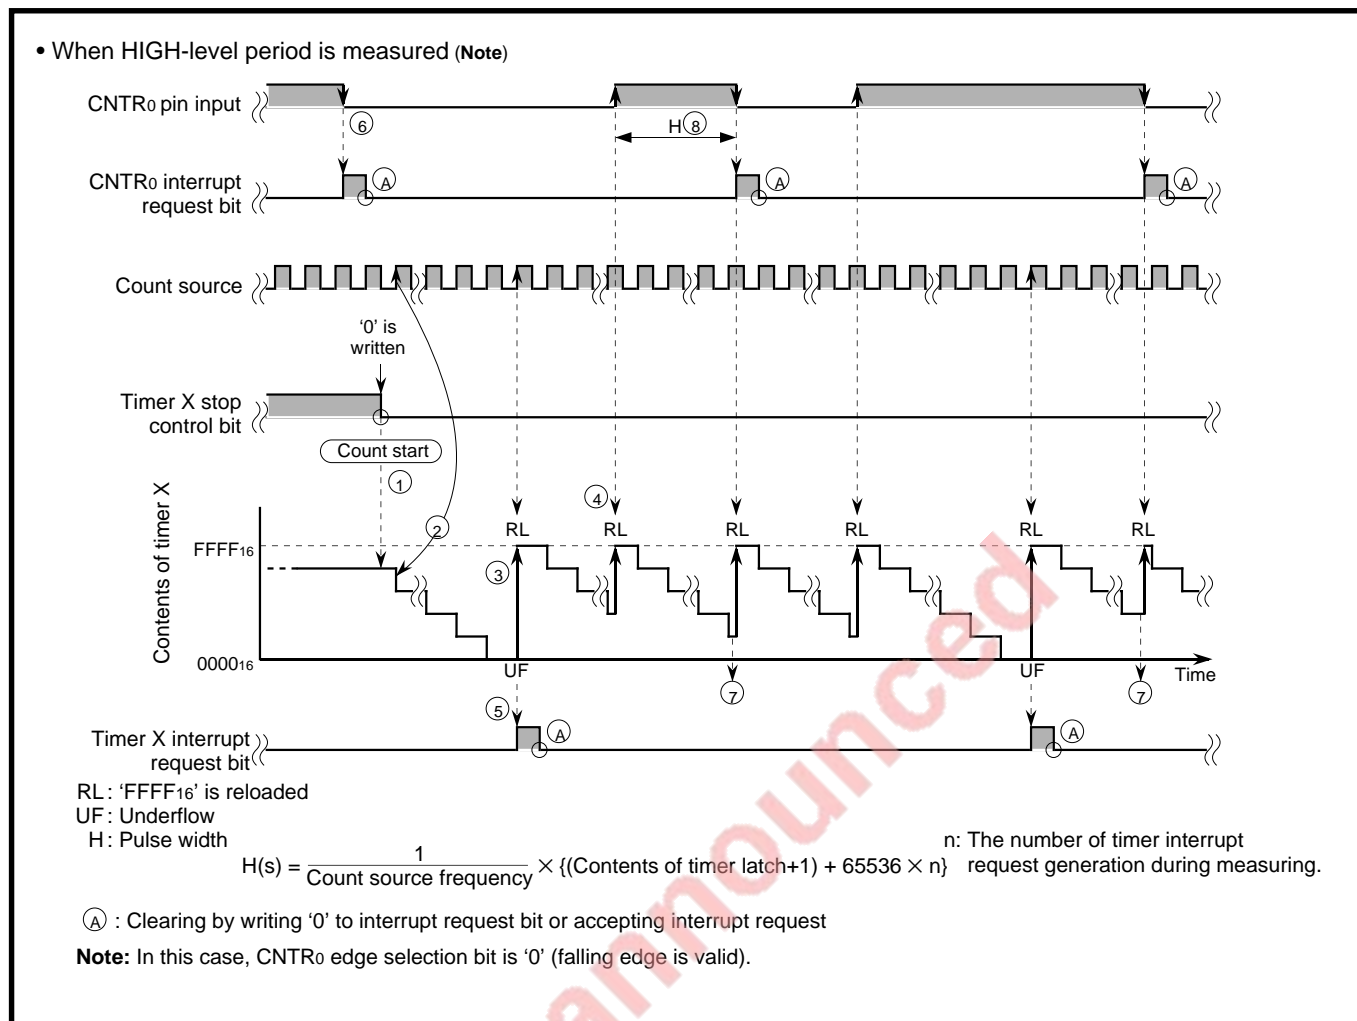 • When HIGH-level period is measured (Note)
CNTR0 pin input
6
H 8
CNTR0 interrupt
request bit
A
A
A
Count source
‘0’ is
written
Timer X stop
control bit
Count start
1
Contents of timer X
2
4
RL
RL
RL
RL
RL
RL
FFFF16
3
000016
UF
UF
Time
7
7
5
A
A
Timer X interrupt
request bit
RL : ‘FFFF16’ is reloaded
UF : Underflow
H : Pulse width
n: The number of timer interrupt
request generation during measuring.
H(s) = 1 / Count source frequency × {(Contents of timer latch+1) + 65536 × n}
A : Clearing by writing ‘0’ to interrupt request bit or accepting interrupt request
Note: In this case, CNTR0 edge selection bit is ‘0’ (falling edge is valid).
announced